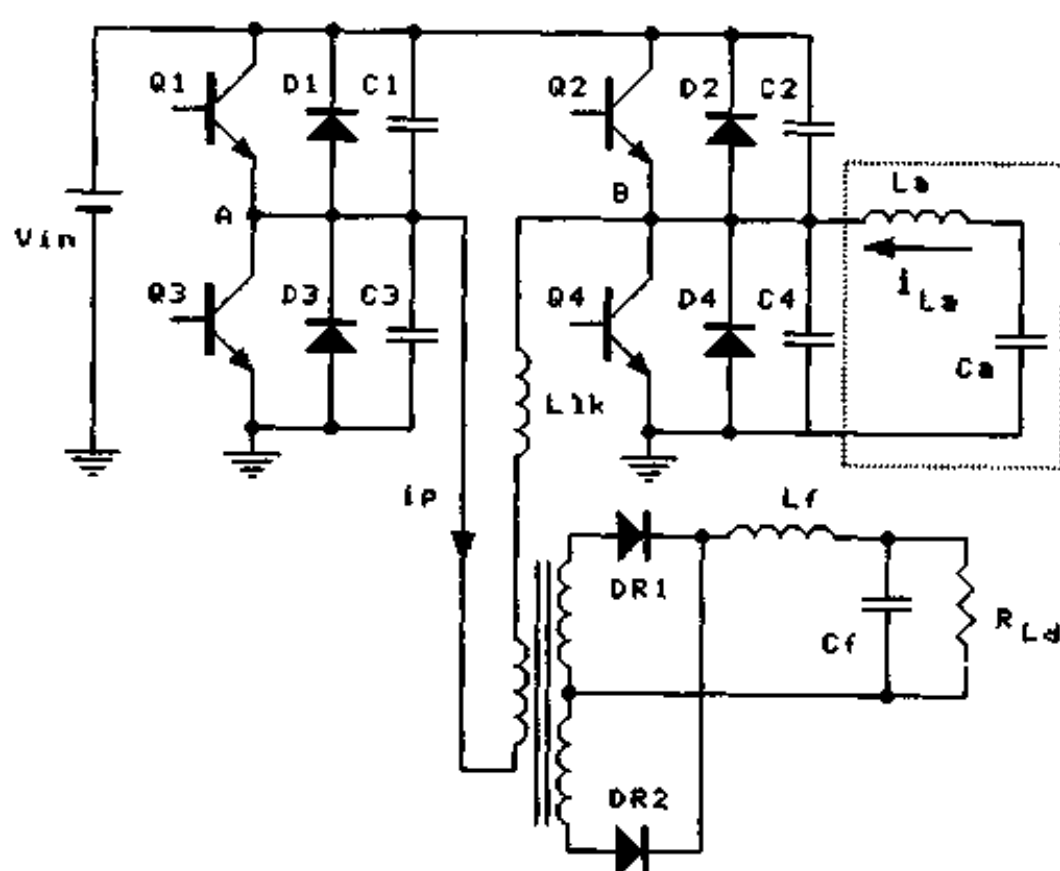 Q1 D1 C1 Q2 D2 C2
La
A B
Vin
iLa
Q3 D3 C3 Q4 D4 C4
Ca
Llk
ip Lf
DR1
Cf RLd
DR2